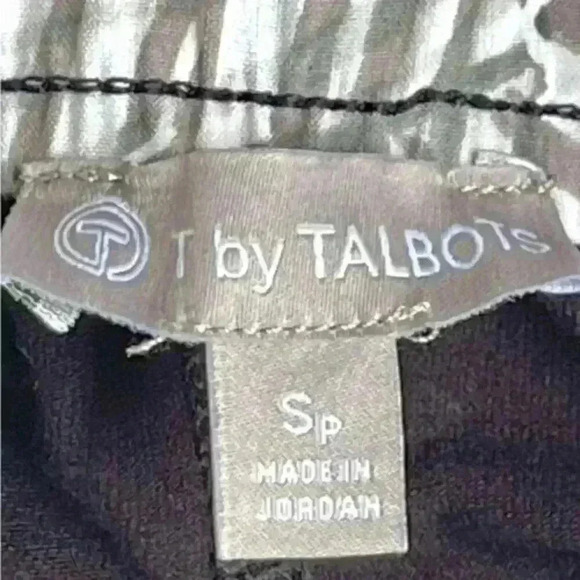 T T by TALBOTS
SP
MADE IN
JORDAN